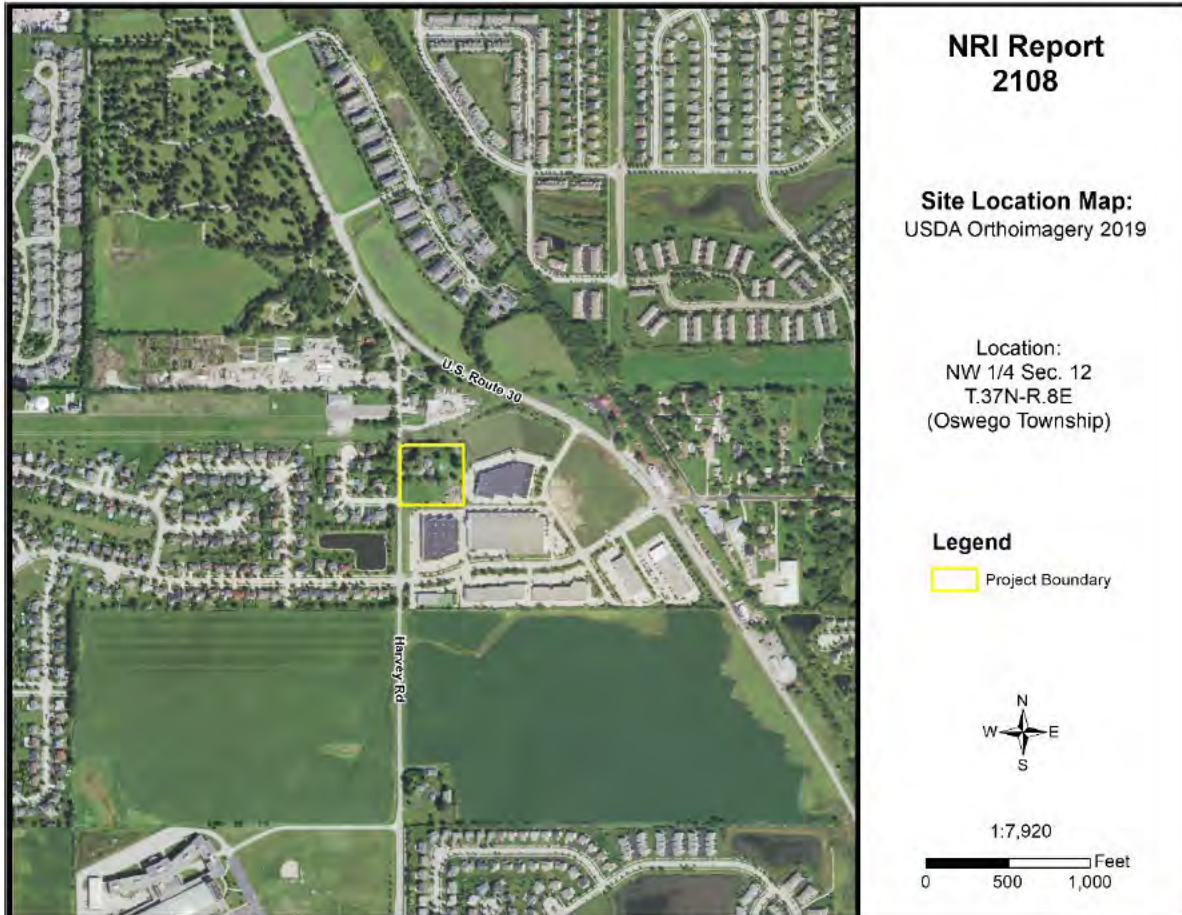 NRI Report
2108
Site Location Map:
USDA Orthoimagery 2019
Location:
NW 1/4 Sec. 12
T.37N-R.8E
(Oswego Township)
Legend
Project Boundary
N
W E
S
1:7,920
Feet
0 500 1,000
U.S. Route 30
Harvey Rd